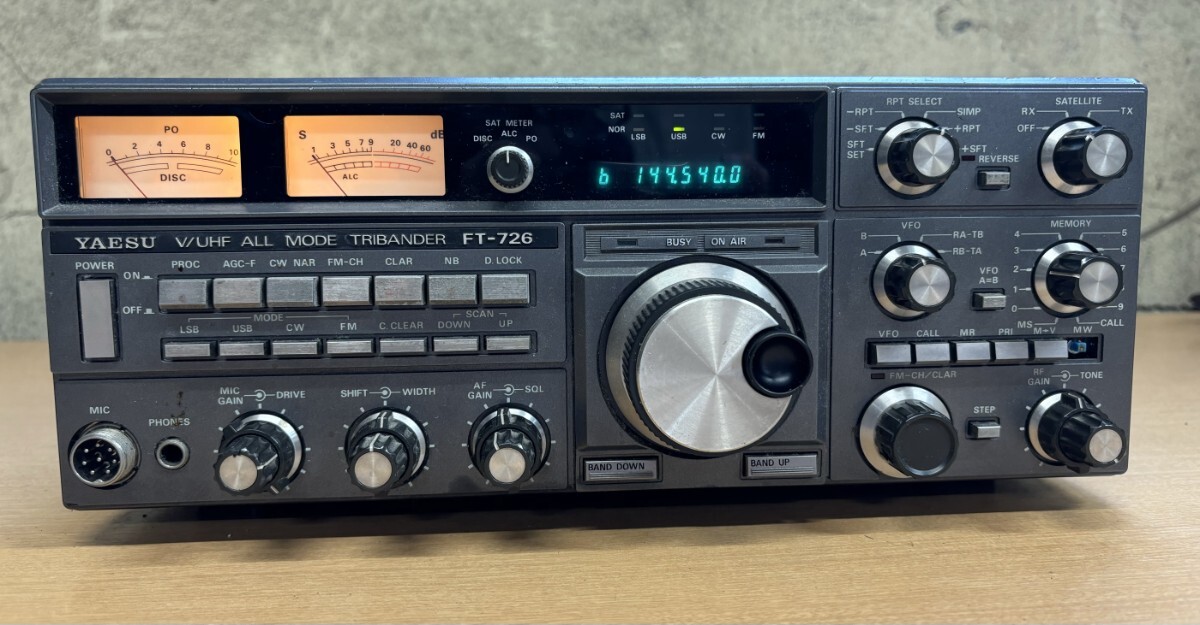 PO
0 2 4 6 8 10
DISC
S dB
1 3 5 7 9 20 40 60
ALC
SAT METER
DISC ALC PO
SAT
NOR
LSB USB CW FM
b 144.540.0
RPT SELECT
-RPT SIMP
-SET +RPT
SFT SET +SFT
REVERSE
SATELLITE
RX TX
OFF
YAESU V/UHF ALL MODE TRIBANDER FT-726
POWER
ON
OFF
PROC AGC-F CW NAR FM-CH CLAR NB D. LOCK
MODE SCAN
LSB USB CW FM C. CLEAR DOWN UP
BUSY ON AIR
VFO
B RA-TB
A RB-TA
VFO A=B
MEMORY
4 5
3 6
2 7
1
0 9
MS CALL
VFO CALL MR PRI M▸V MW
FM-CH/CLAR
STEP
RF GAIN TONE
MIC
PHONES
MIC GAIN DRIVE
SHIFT WIDTH
AF GAIN SQL
BAND DOWN
BAND UP